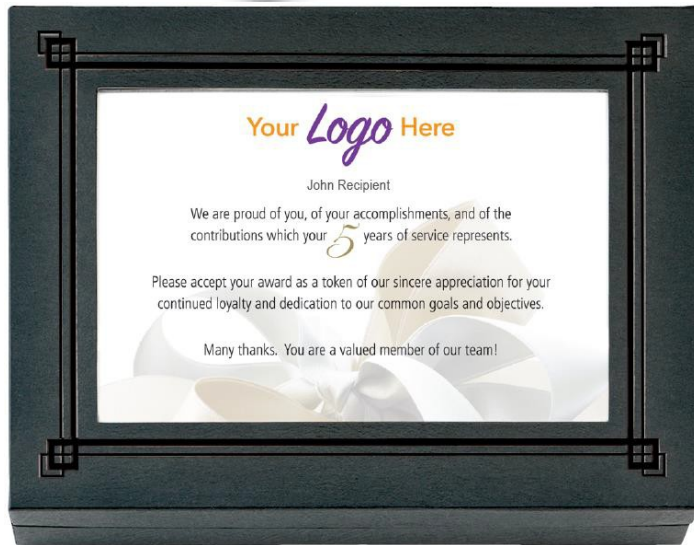 Your Logo Here
John Recipient
We are proud of you, of your accomplishments, and of the
contributions which your 5 years of service represents.
Please accept your award as a token of our sincere appreciation for your
continued loyalty and dedication to our common goals and objectives.
Many thanks. You are a valued member of our team!